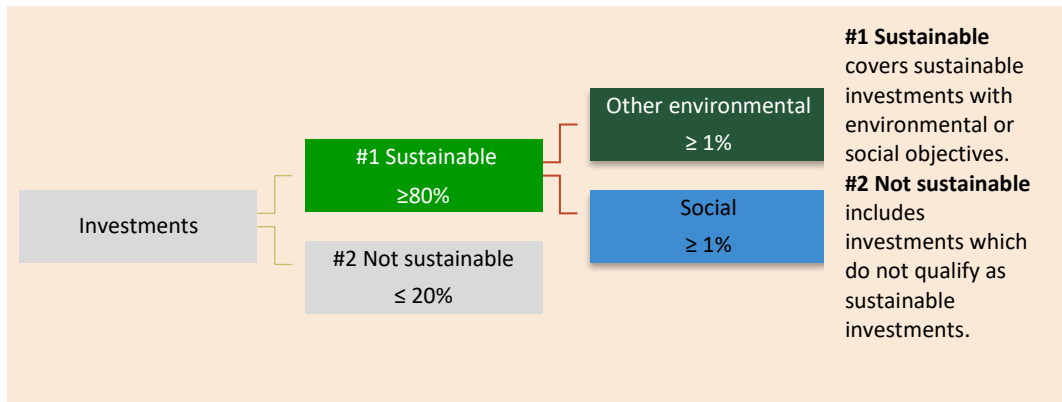 Investments
#1 Sustainable
≥80%
#2 Not sustainable
≤ 20%
Other environmental
≥ 1%
Social
≥ 1%
#1 Sustainable
covers sustainable
investments with
environmental or
social objectives.
#2 Not sustainable
includes
investments which
do not qualify as
sustainable
investments.